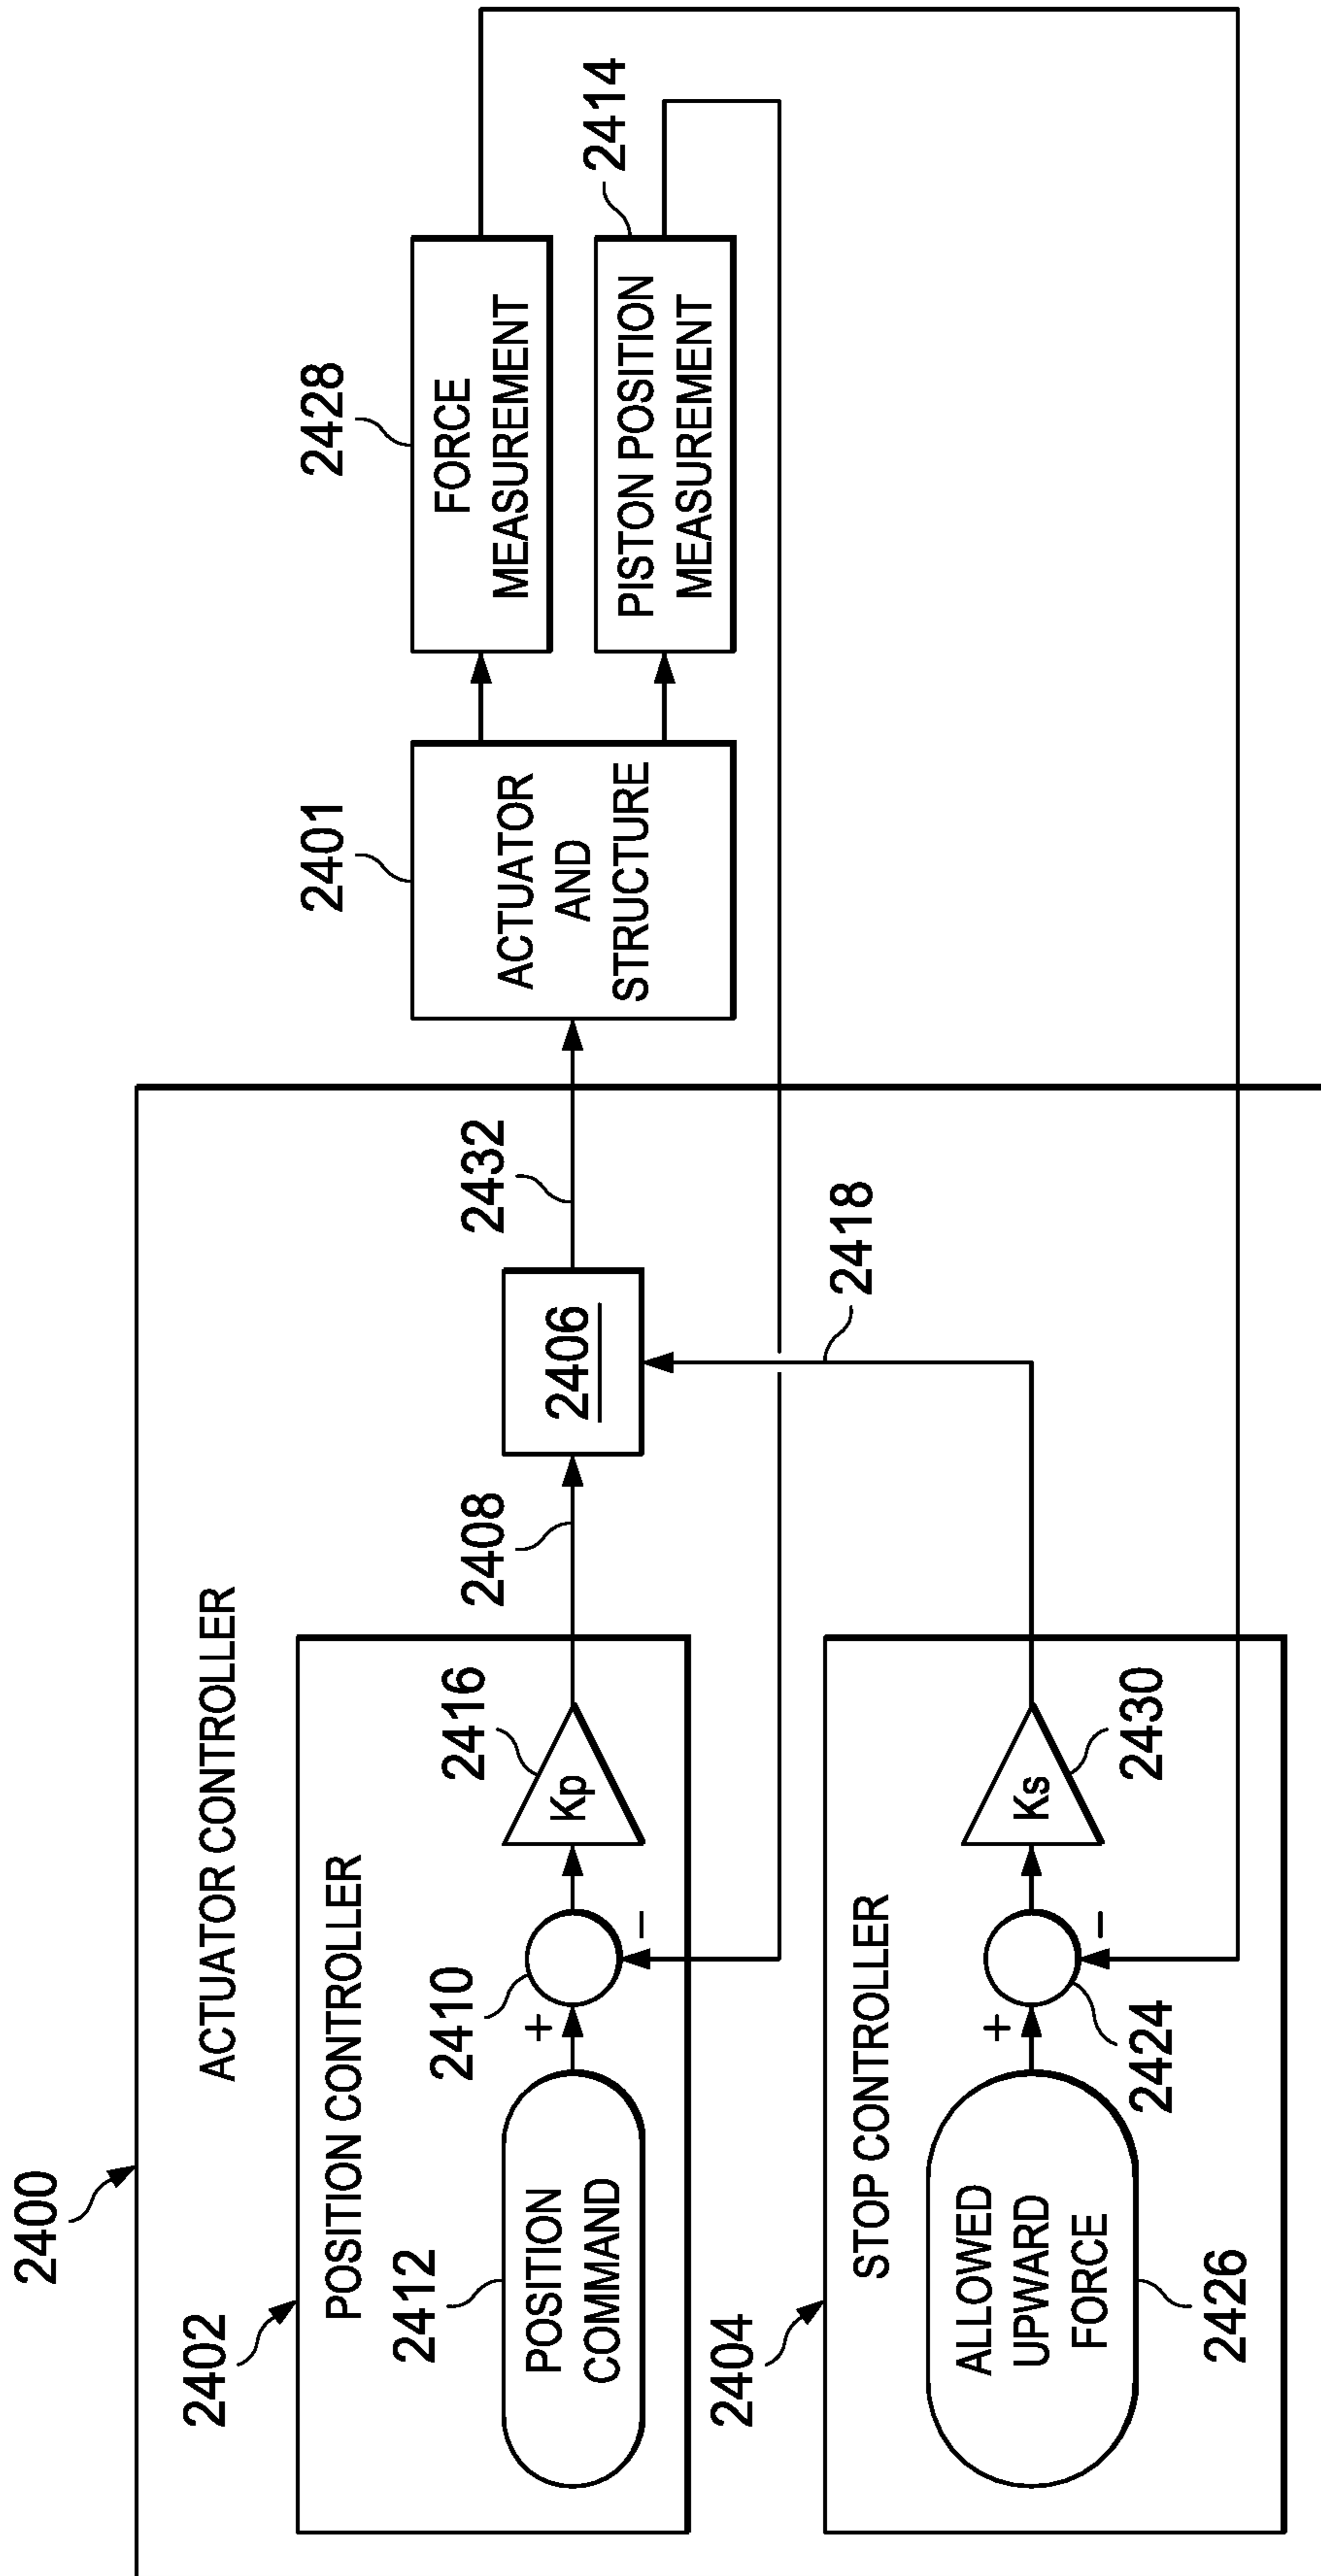 2400
ACTUATOR CONTROLLER
2402
POSITION CONTROLLER
2412
POSITION
COMMAND
2410
+
−
2416
Kp
2408
2406
2432
2401
ACTUATOR
AND
STRUCTURE
2428
FORCE
MEASUREMENT
2414
PISTON POSITION
MEASUREMENT
2404
STOP CONTROLLER
ALLOWED
UPWARD
FORCE
2426
+
−
2424
Ks
2430
2418